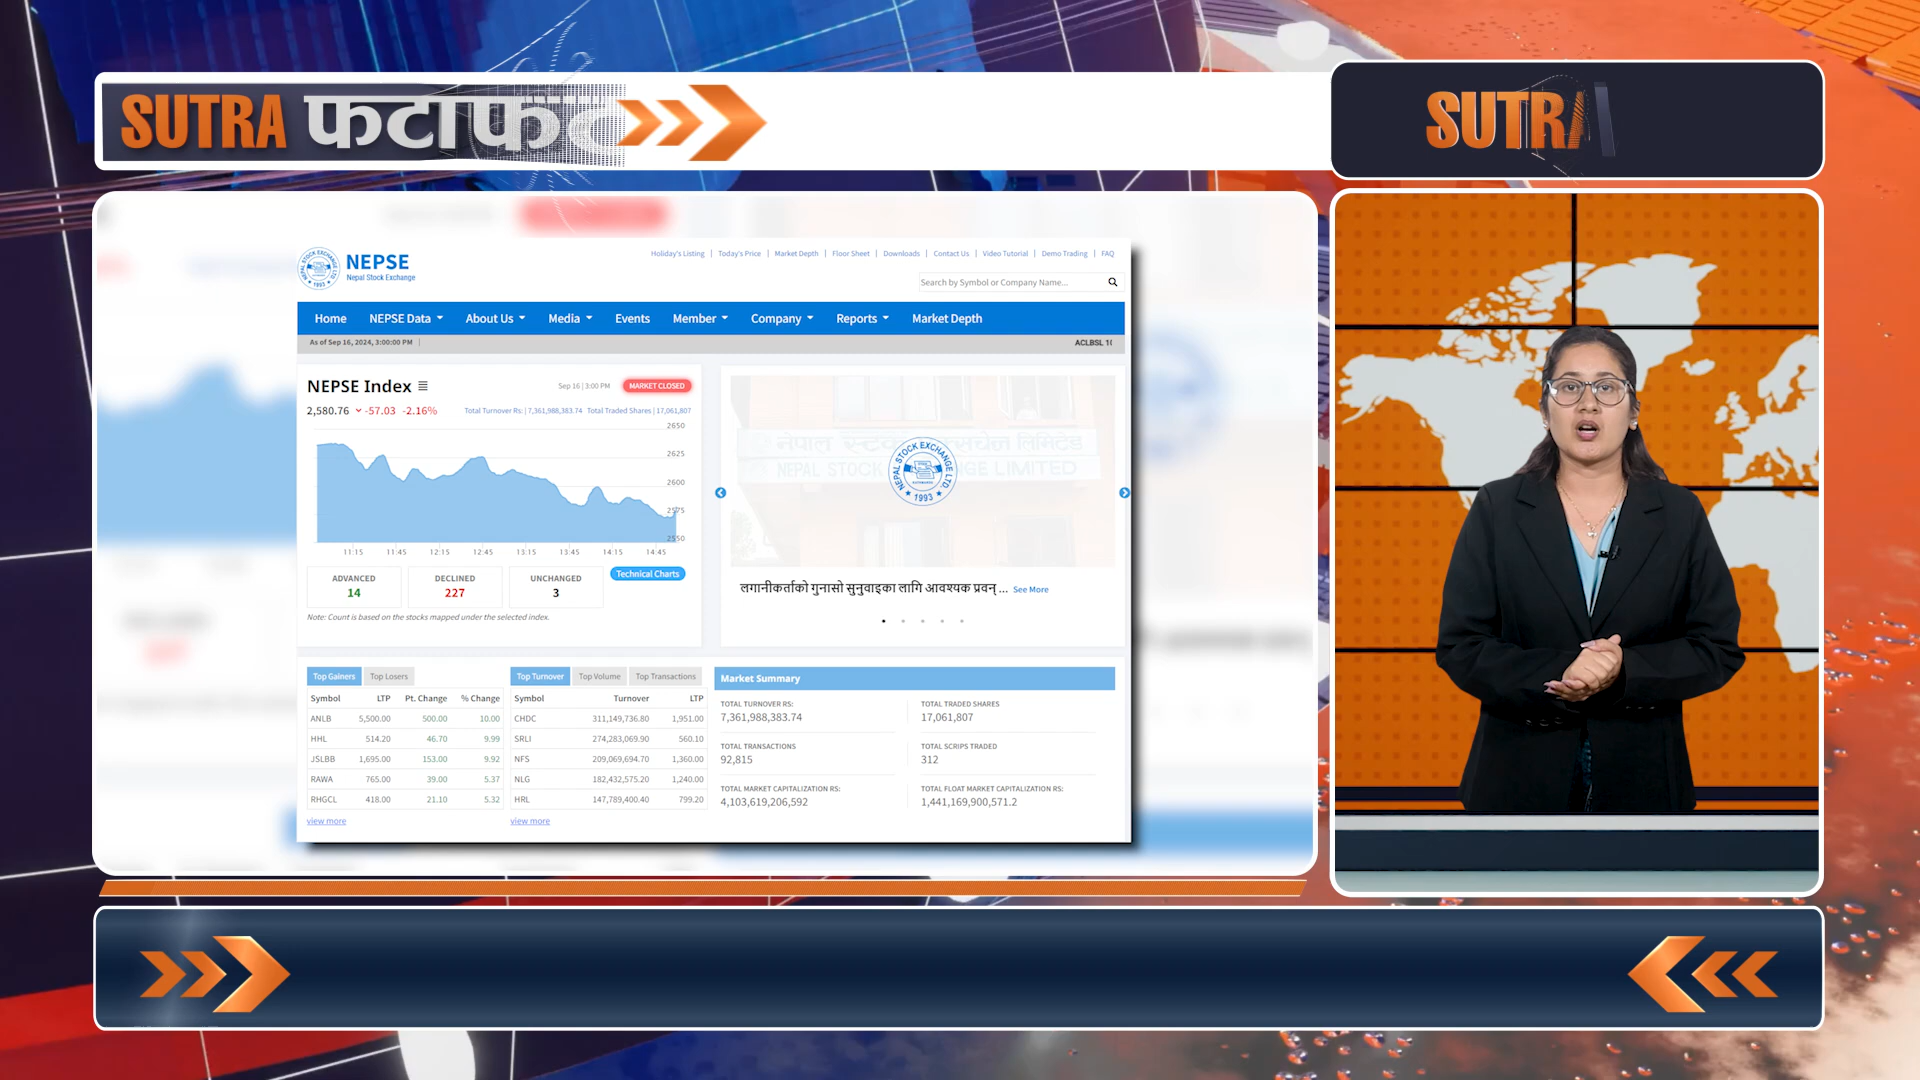 SUTRA फटाफट
SUTRA
NEPSE
Nepal Stock Exchange
Holiday's Listing | Today's Price | Market Depth | Floor Sheet | Downloads | Contact Us | Video Tutorial | Demo Trading | FAQ
Search by Symbol or Company Name...
Home NEPSE Data About Us Media Events Member Company Reports Market Depth
As of Sep 16, 2024, 3:00:00 PM |
ACLBSL
NEPSE Index
Sep 16 | 3:00 PM MARKET CLOSED
2,580.76 -57.03 -2.16% Total Turnover Rs: | 7,361,988,383.74 Total Traded Shares | 17,061,807
2650
2625
2600
2575
2550
11:15 11:45 12:15 12:45 13:15 13:45 14:15 14:45
ADVANCED DECLINED UNCHANGED Technical Charts
14 227 3
Note: Count is based on the stocks mapped under the selected index.
NEPAL STOCK EXCHANGE LTD.
1993
लगानीकर्ताको गुनासो सुनुवाइका लागि आवश्यक प्रवन् ... See More
Top Gainers Top Losers
Symbol LTP Pt. Change % Change
ANLB 5,500.00 500.00 10.00
HHL 514.20 46.70 9.99
JSLBB 1,695.00 153.00 9.92
RAWA 765.00 39.00 5.37
RHGCL 418.00 21.10 5.32
view more
Top Turnover Top Volume Top Transactions
Symbol Turnover LTP
CHDC 311,149,736.80 1,951.00
SRLI 274,283,069.90 560.10
NFS 209,069,694.70 1,360.00
NLG 182,432,575.20 1,240.00
HRL 147,789,400.40 799.20
view more
Market Summary
TOTAL TURNOVER RS: TOTAL TRADED SHARES
7,361,988,383.74 17,061,807
TOTAL TRANSACTIONS TOTAL SCRIPS TRADED
92,815 312
TOTAL MARKET CAPITALIZATION RS: TOTAL FLOAT MARKET CAPITALIZATION RS:
4,103,619,206,592 1,441,169,900,571.2